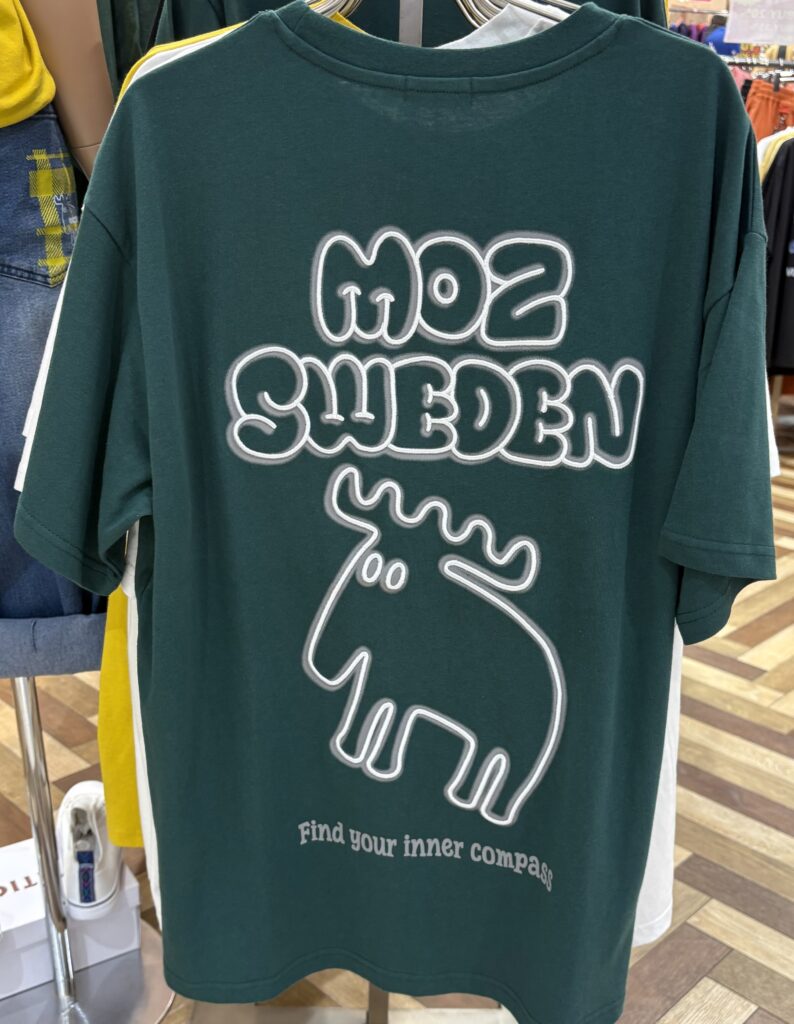 MOZ
SWEDEN
Find your inner compass